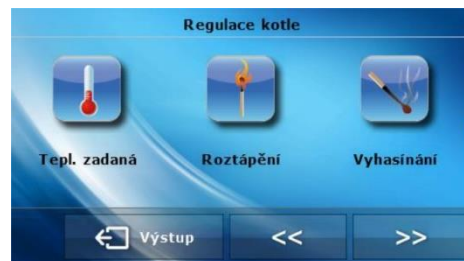 Regulace kotle
Tepl. zadaná Roztápění Vyhasínání
Výstup << >>